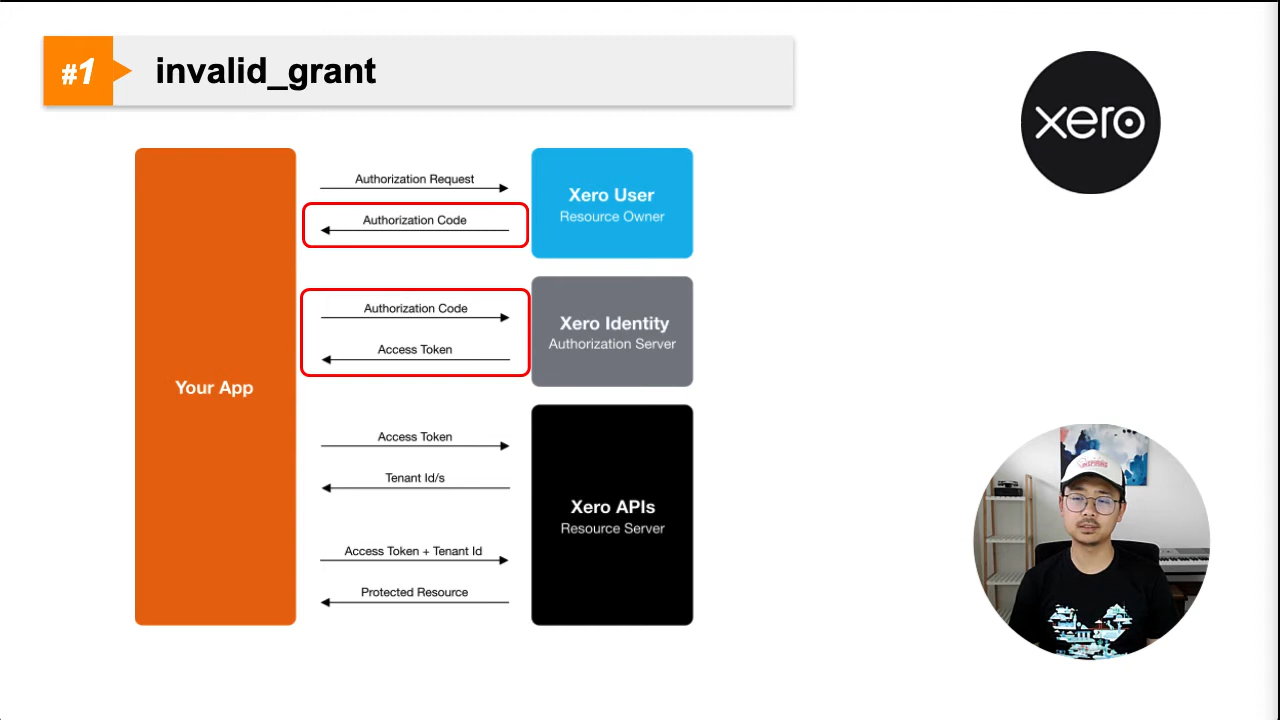 #1
invalid_grant
xero
Authorization Request
Authorization Code
Xero User
Resource Owner
Authorization Code
Access Token
Xero Identity
Authorization Server
Your App
Access Token
Tenant Id/s
Access Token + Tenant Id
Protected Resource
Xero APIs
Resource Server